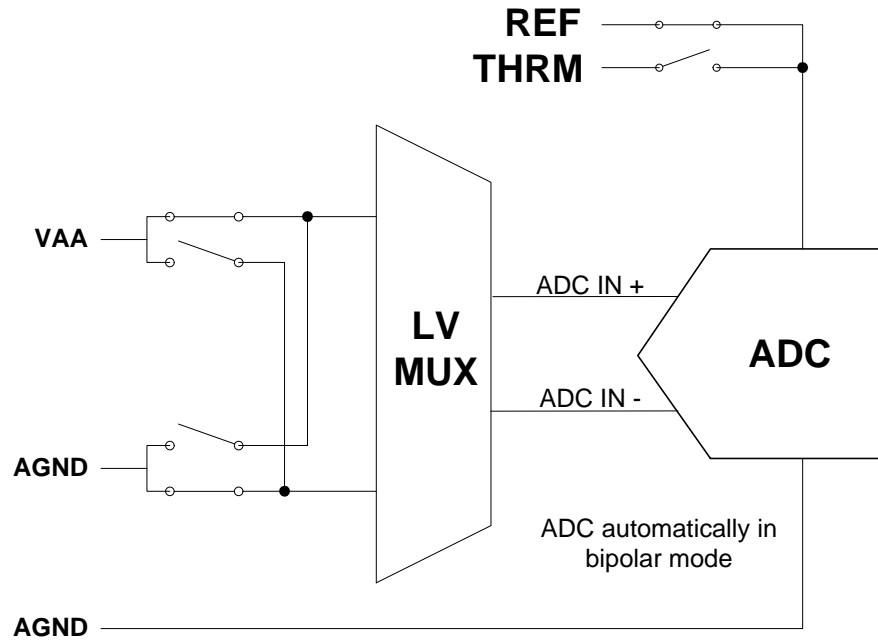 REF
THRM
VAA
ADC IN +
LV
MUX
ADC
ADC IN -
AGND
ADC automatically in
bipolar mode
AGND